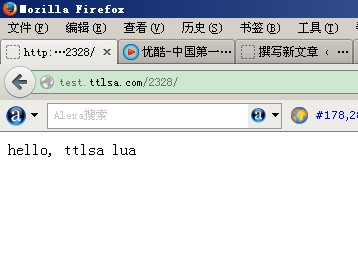 Mozilla Firefox
文件(F) 编辑(E) 查看(V) 历史(S) 书签(B) 工具(T)
http:…2328/ × 优酷-中国第一… 撰写新文章 ‹
test.ttlsa.com/2328/
a Alexa搜索 a #178,28
hello, ttlsa lua